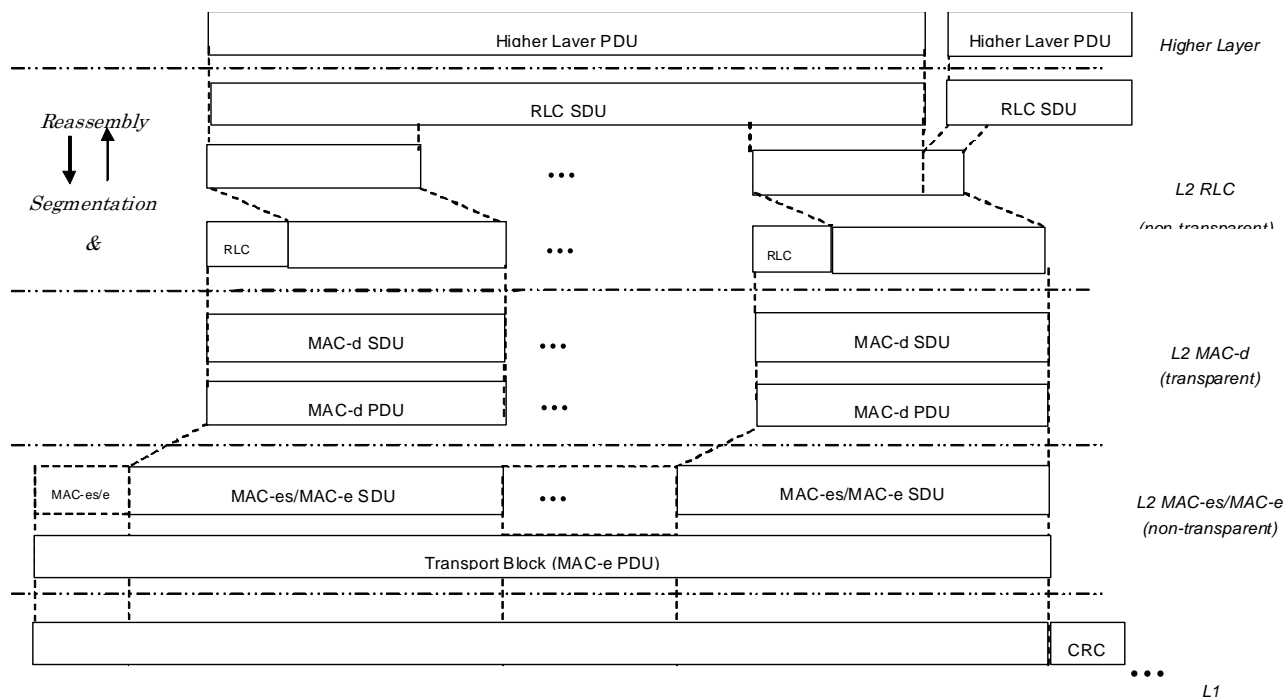 Higher Layer PDU
Higher Layer PDU
Higher Layer
RLC SDU
RLC SDU
Reassembly
Segmentation
&
...
L2 RLC
(non-transparent)
RLC
...
RLC
MAC-d SDU
...
MAC-d SDU
L2 MAC-d
(transparent)
MAC-d PDU
...
MAC-d PDU
MAC-es/e
MAC-es/MAC-e SDU
...
MAC-es/MAC-e SDU
L2 MAC-es/MAC-e
(non-transparent)
Transport Block (MAC-e PDU)
CRC
...
L1